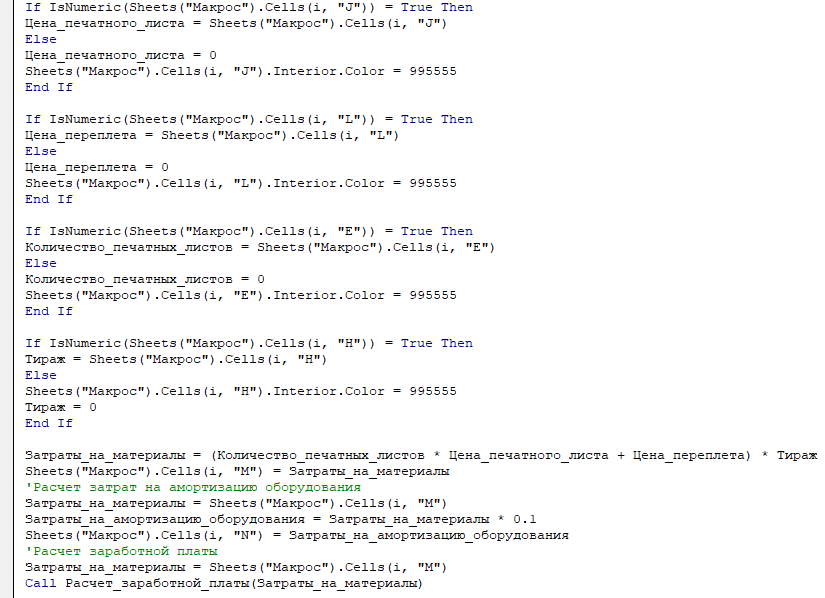 If IsNumeric(Sheets("Макрос").Cells(i, "J")) = True Then
Цена_печатного_листа = Sheets("Макрос").Cells(i, "J")
Else
Цена_печатного_листа = 0
Sheets("Макрос").Cells(i, "J").Interior.Color = 995555
End If
If IsNumeric(Sheets("Макрос").Cells(i, "L")) = True Then
Цена_переплета = Sheets("Макрос").Cells(i, "L")
Else
Цена_переплета = 0
Sheets("Макрос").Cells(i, "L").Interior.Color = 995555
End If
If IsNumeric(Sheets("Макрос").Cells(i, "E")) = True Then
Количество_печатных_листов = Sheets("Макрос").Cells(i, "E")
Else
Количество_печатных_листов = 0
Sheets("Макрос").Cells(i, "E").Interior.Color = 995555
End If
If IsNumeric(Sheets("Макрос").Cells(i, "H")) = True Then
Тираж = Sheets("Макрос").Cells(i, "H")
Else
Sheets("Макрос").Cells(i, "H").Interior.Color = 995555
Тираж = 0
End If
Затраты_на_материалы = (Количество_печатных_листов * Цена_печатного_листа + Цена_переплета) * Тираж
Sheets("Макрос").Cells(i, "M") = Затраты_на_материалы
'Расчет затрат на амортизацию оборудования
Затраты_на_материалы = Sheets("Макрос").Cells(i, "M")
Затраты_на_амортизацию_оборудования = Затраты_на_материалы * 0.1
Sheets("Макрос").Cells(i, "N") = Затраты_на_амортизацию_оборудования
'Расчет заработной платы
Затраты_на_материалы = Sheets("Макрос").Cells(i, "M")
Call Расчет_заработной_платы(Затраты_на_материалы)